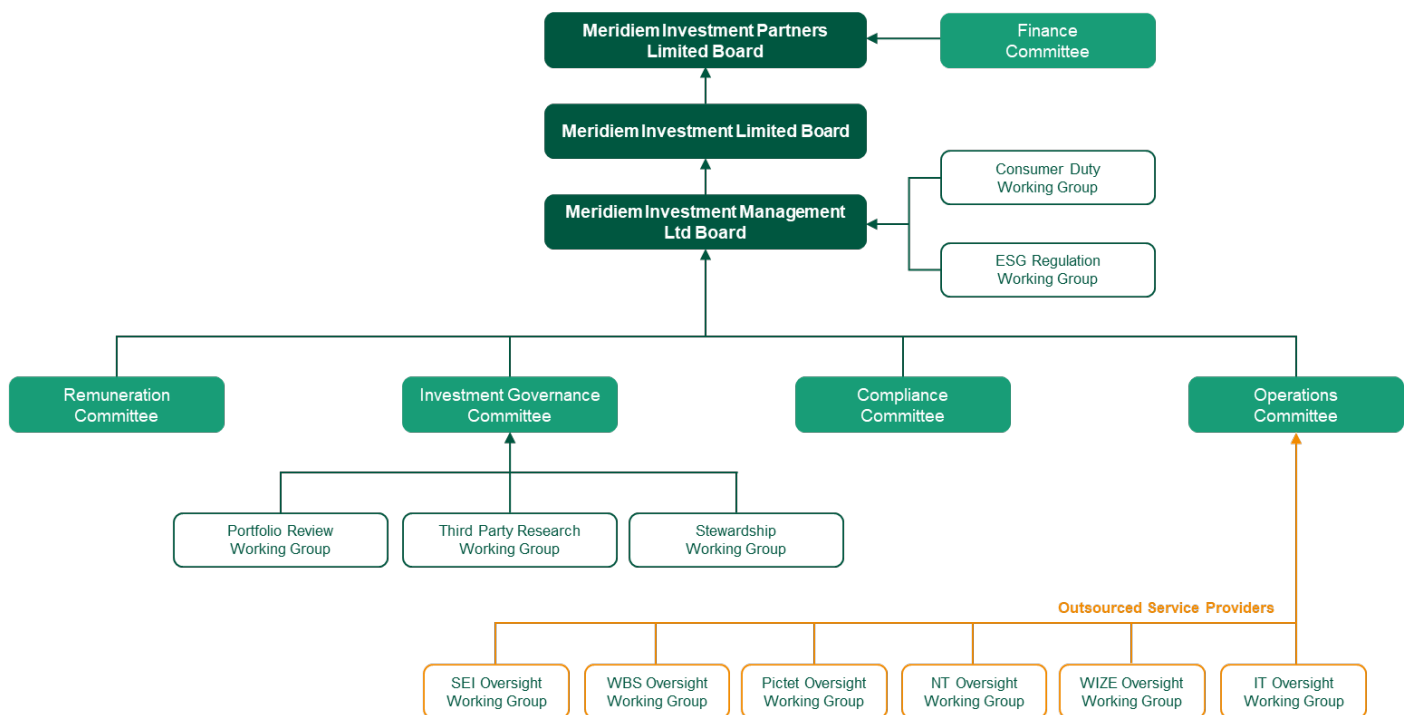 Meridiem Investment Partners
Limited Board
Finance
Committee
Meridiem Investment Limited Board
Consumer Duty
Working Group
Meridiem Investment Management
Ltd Board
ESG Regulation
Working Group
Remuneration
Committee
Investment Governance
Committee
Compliance
Committee
Operations
Committee
Portfolio Review
Working Group
Third Party Research
Working Group
Stewardship
Working Group
Outsourced Service Providers
SEI Oversight
Working Group
WBS Oversight
Working Group
Pictet Oversight
Working Group
NT Oversight
Working Group
WIZE Oversight
Working Group
IT Oversight
Working Group